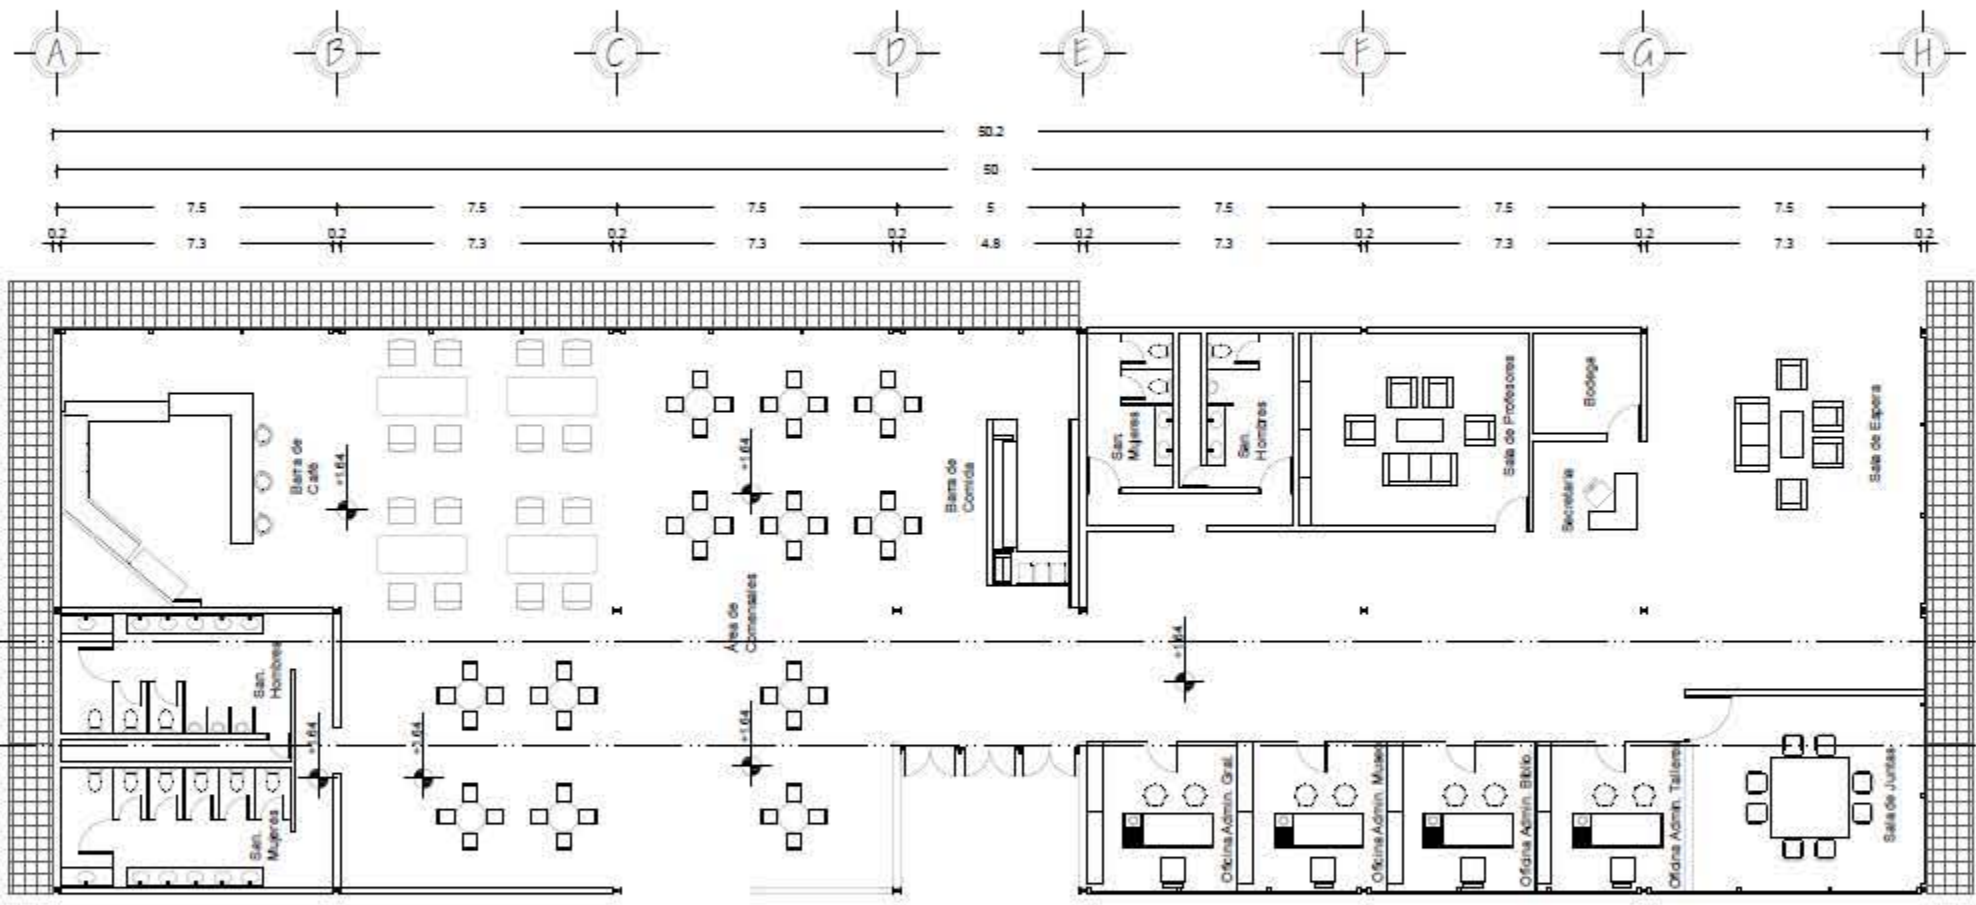 A B C D E F G H
50.2
50
7.5 7.5 7.5 5 7.5 7.5 7.5
0.2 7.3 0.2 7.3 0.2 7.3 0.2 4.8 0.2 7.3 0.2 7.3 0.2 7.3 0.2
Barra de
Café
+1.64
+1.64
Barra de
Comida
San.
Mujeres
San.
Hombres
Sala de Profesores
Bodega
Secretaria
Sala de Espera
Área de
Comensales
San.
Hombres
+1.64
+1.64
+1.64
+1.64
San.
Mujeres
Oficina Admin. Gral.
Oficina Admin. Museo
Oficina Admin. Biblio.
Oficina Admin. Talleres
Sala de Juntas